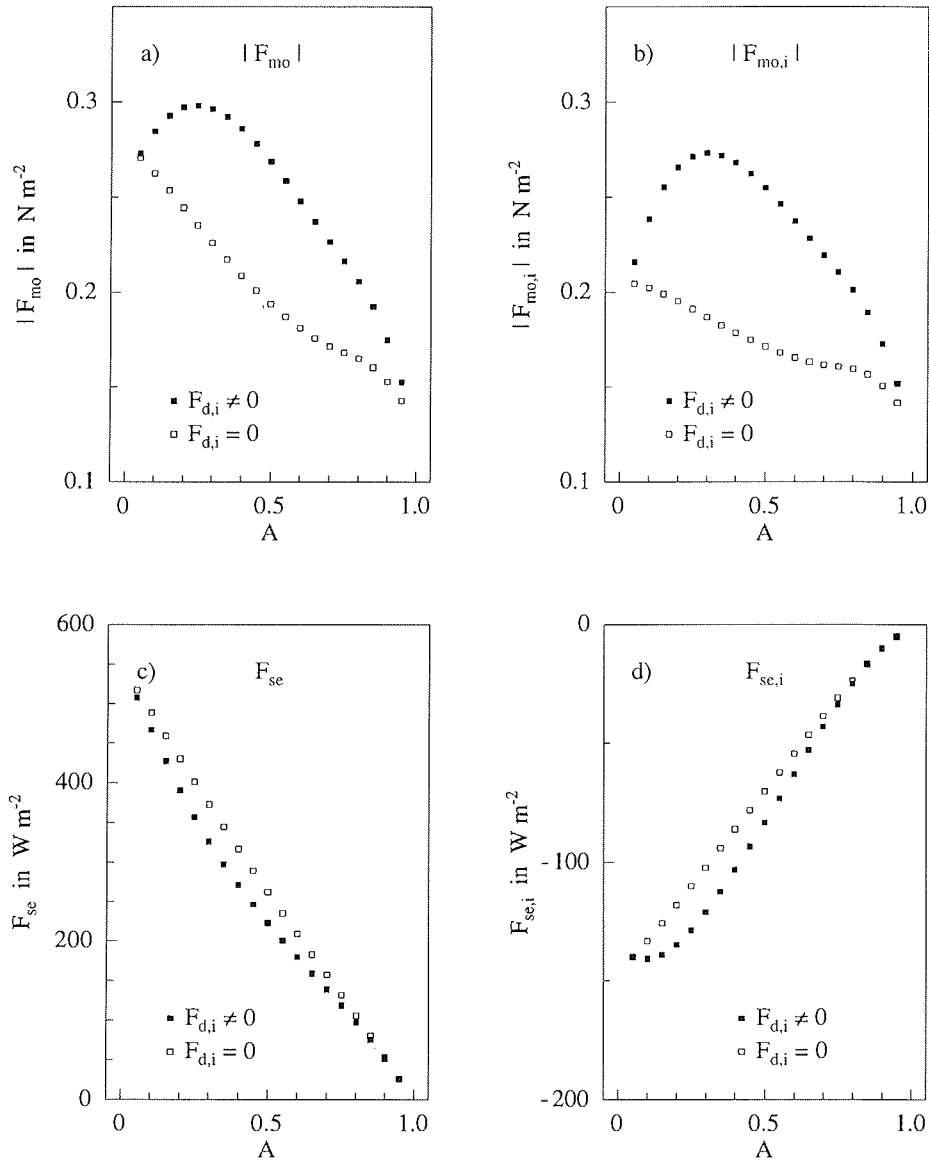 a) | F_mo |
|F_mo| in N m^-2
0.3
0.2
0.1
■ F_d,i ≠ 0
□ F_d,i = 0
0 0.5 1.0
A
b) | F_mo,i |
|F_mo,i| in N m^-2
0.3
0.2
0.1
■ F_d,i ≠ 0
□ F_d,i = 0
0 0.5 1.0
A
c) F_se
F_se in W m^-2
600
400
200
0
■ F_d,i ≠ 0
□ F_d,i = 0
0 0.5 1.0
A
d) F_se,i
F_se,i in W m^-2
0
-100
-200
■ F_d,i ≠ 0
□ F_d,i = 0
0 0.5 1.0
A